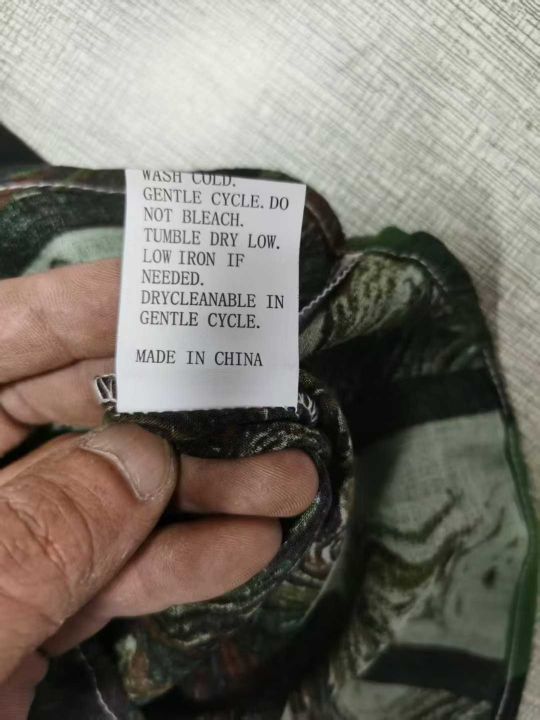 WASH COLD.
GENTLE CYCLE. DO
NOT BLEACH.
TUMBLE DRY LOW.
LOW IRON IF
NEEDED.
DRYCLEANABLE IN
GENTLE CYCLE.
MADE IN CHINA